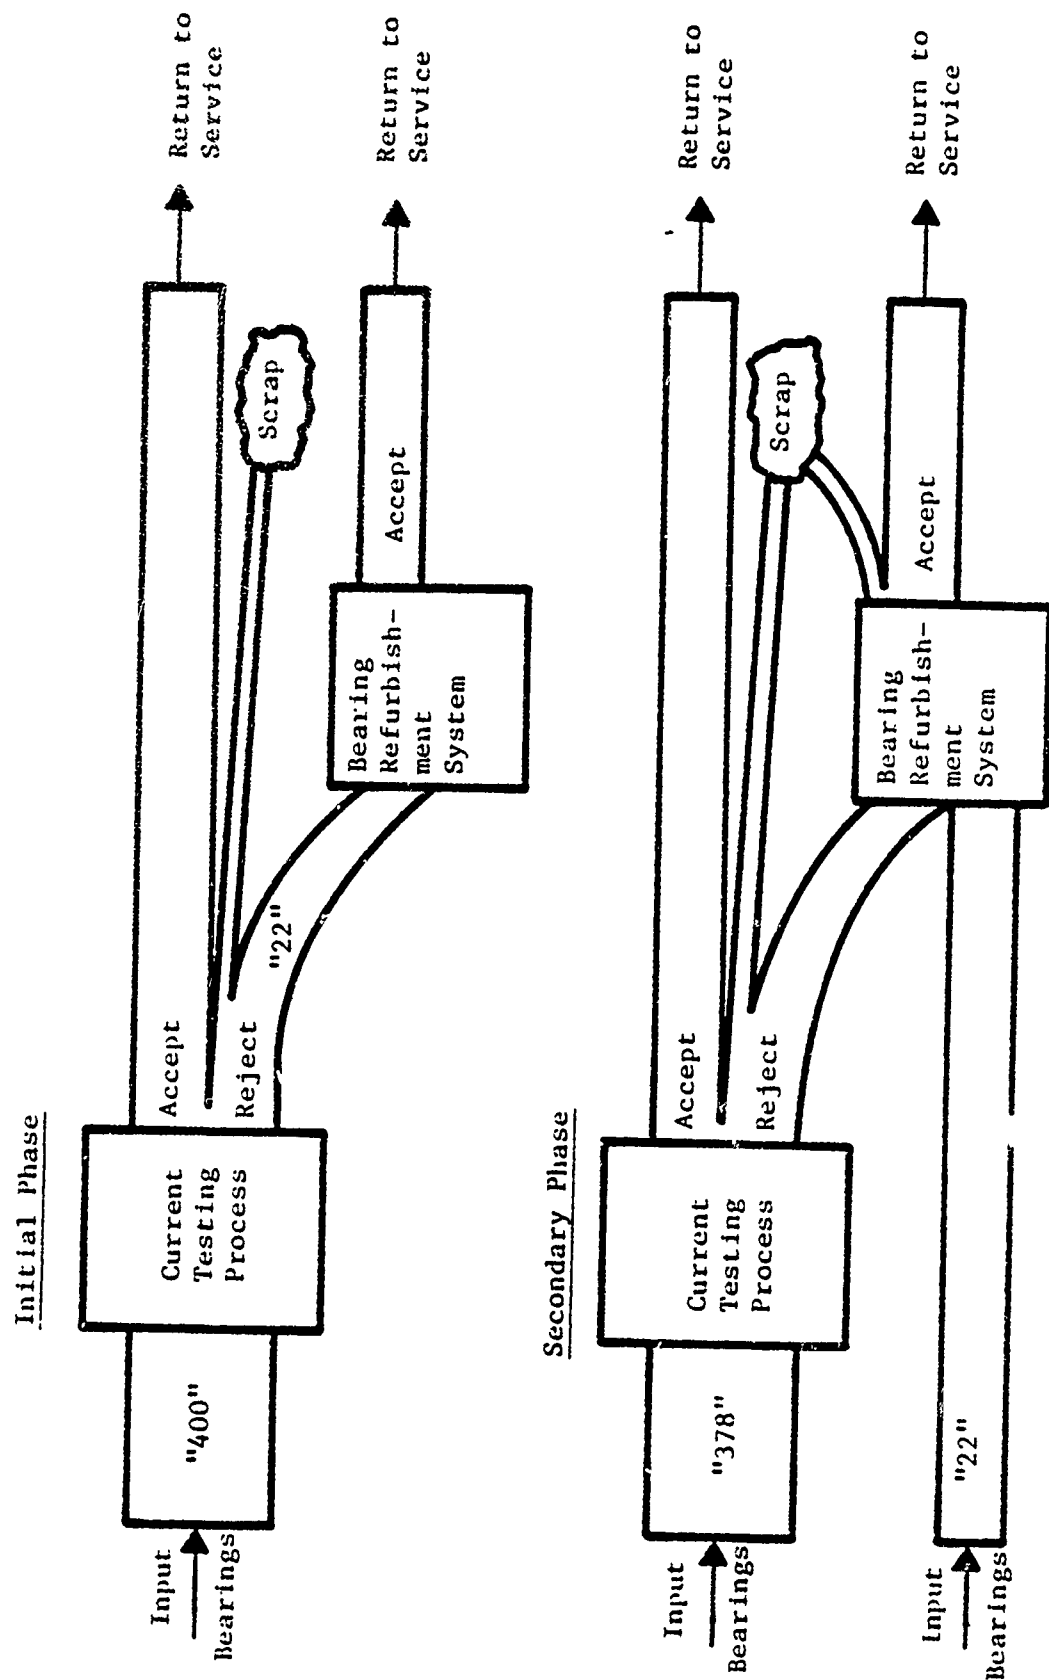 Initial Phase
Input
Bearings
"400"
Current
Testing
Process
Accept
Reject
"22"
Scrap
Bearing
Refurbish-
ment
System
Accept
Return to
Service
Return to
Service
Secondary Phase
Input
Bearings
"378"
Current
Testing
Process
Accept
Reject
Scrap
Input
Bearings
"22"
Bearing
Refurbish-
ment
System
Accept
Return to
Service
Return to
Service